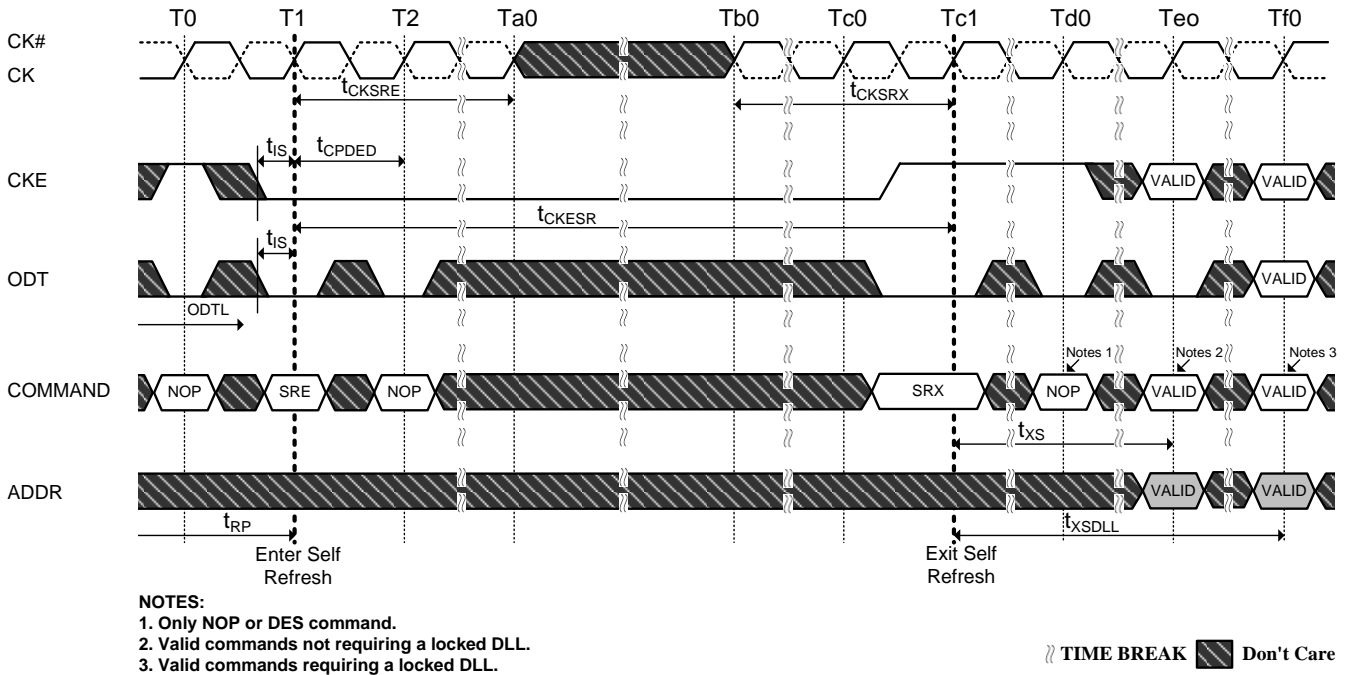 T0 T1 T2 Ta0 Tb0 Tc0 Tc1 Td0 Teo Tf0
CK#
CK
tCKSRE tCKSRX
tIS tCPDED
CKE VALID VALID
tCKESR
tIS
ODT VALID
ODTL
Notes 1 Notes 2 Notes 3
COMMAND NOP SRE NOP SRX NOP VALID VALID
tXS
ADDR VALID VALID
tRP tXSDLL
Enter Self Exit Self
Refresh Refresh
NOTES:
1. Only NOP or DES command.
2. Valid commands not requiring a locked DLL.
3. Valid commands requiring a locked DLL.
TIME BREAK Don't Care